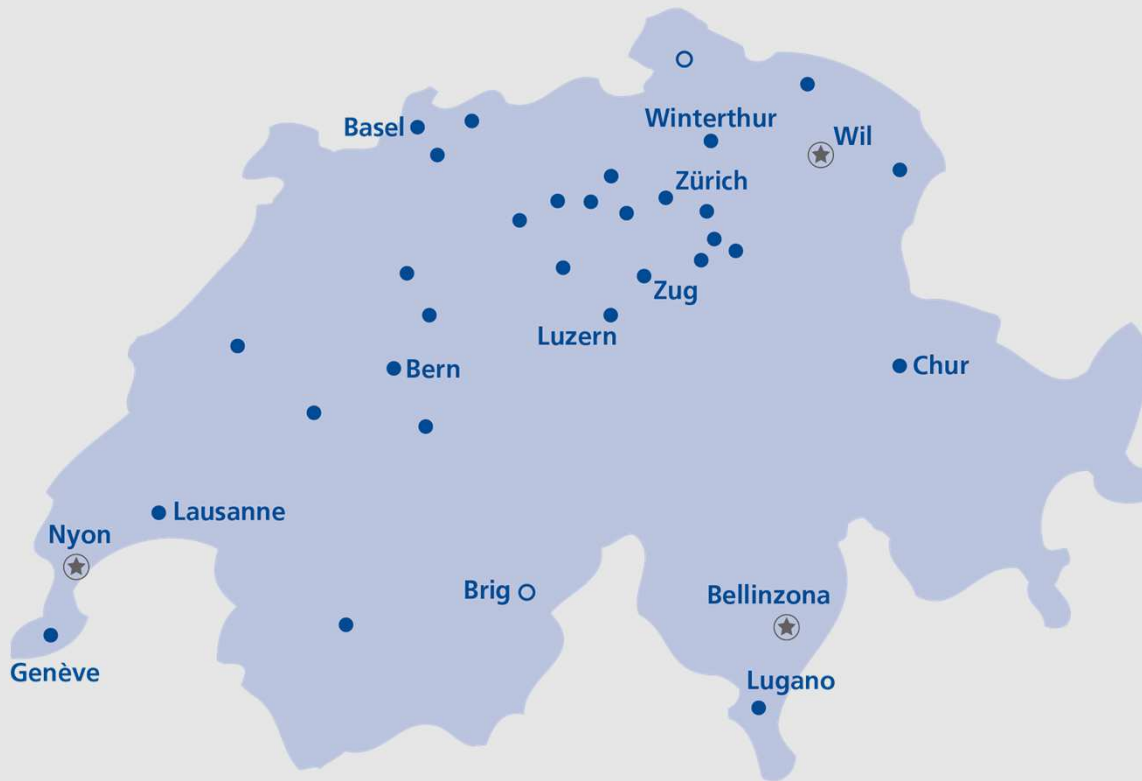 Basel
Winterthur
Wil
Zürich
Zug
Luzern
Bern
Chur
Lausanne
Nyon
Brig
Bellinzona
Genève
Lugano